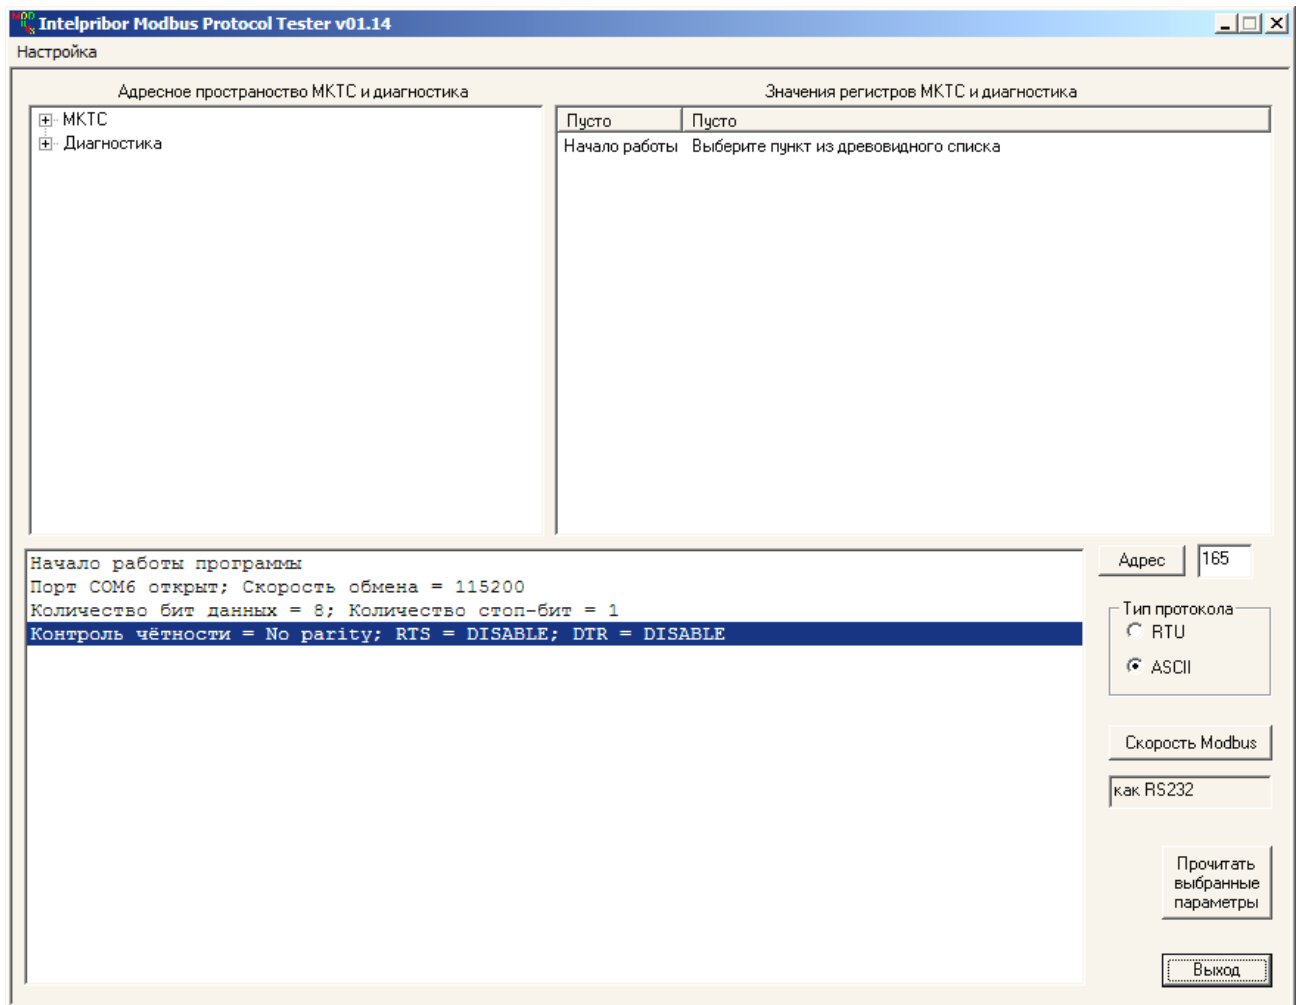 Intelpribor Modbus Protocol Tester v01.14
Настройка
Адресное пространоство МКТС и диагностика
МКТС
Диагностика
Значения регистров МКТС и диагностика
Пусто Пусто
Начало работы Выберите пункт из древовидного списка
Начало работы программы
Порт COM6 открыт; Скорость обмена = 115200
Количество бит данных = 8; Количество стоп-бит = 1
Контроль чётности = No parity; RTS = DISABLE; DTR = DISABLE
Адрес 165
Тип протокола
RTU
ASCII
Скорость Modbus
как RS232
Прочитать
выбранные
параметры
Выход